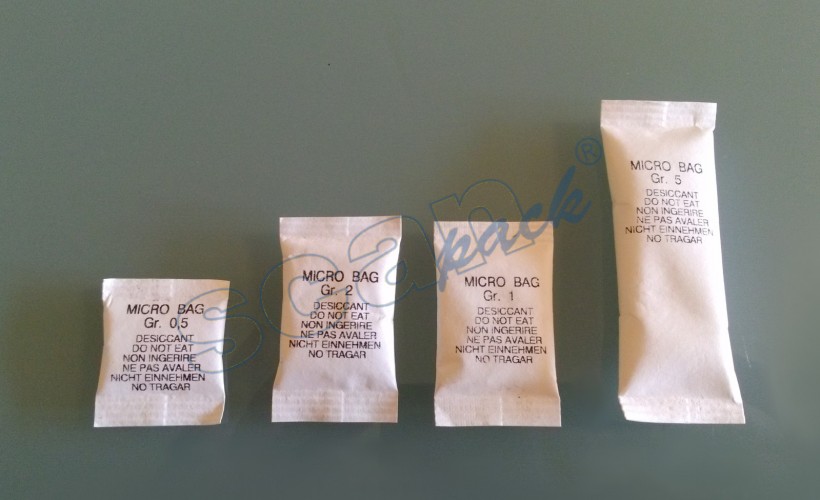 MICRO BAG
Gr. 0,5
DESICCANT
DO NOT EAT
NON INGERIRE
NE PAS AVALER
NICHT EINNEHMEN
NO TRAGAR
MICRO BAG
Gr. 2
DESICCANT
DO NOT EAT
NON INGERIRE
NE PAS AVALER
NICHT EINNEHMEN
NO TRAGAR
MICRO BAG
Gr. 1
DESICCANT
DO NOT EAT
NON INGERIRE
NE PAS AVALER
NICHT EINNEHMEN
NO TRAGAR
MICRO BAG
Gr. 5
DESICCANT
DO NOT EAT
NON INGERIRE
NE PAS AVALER
NICHT EINNEHMEN
NO TRAGAR
scan pack®